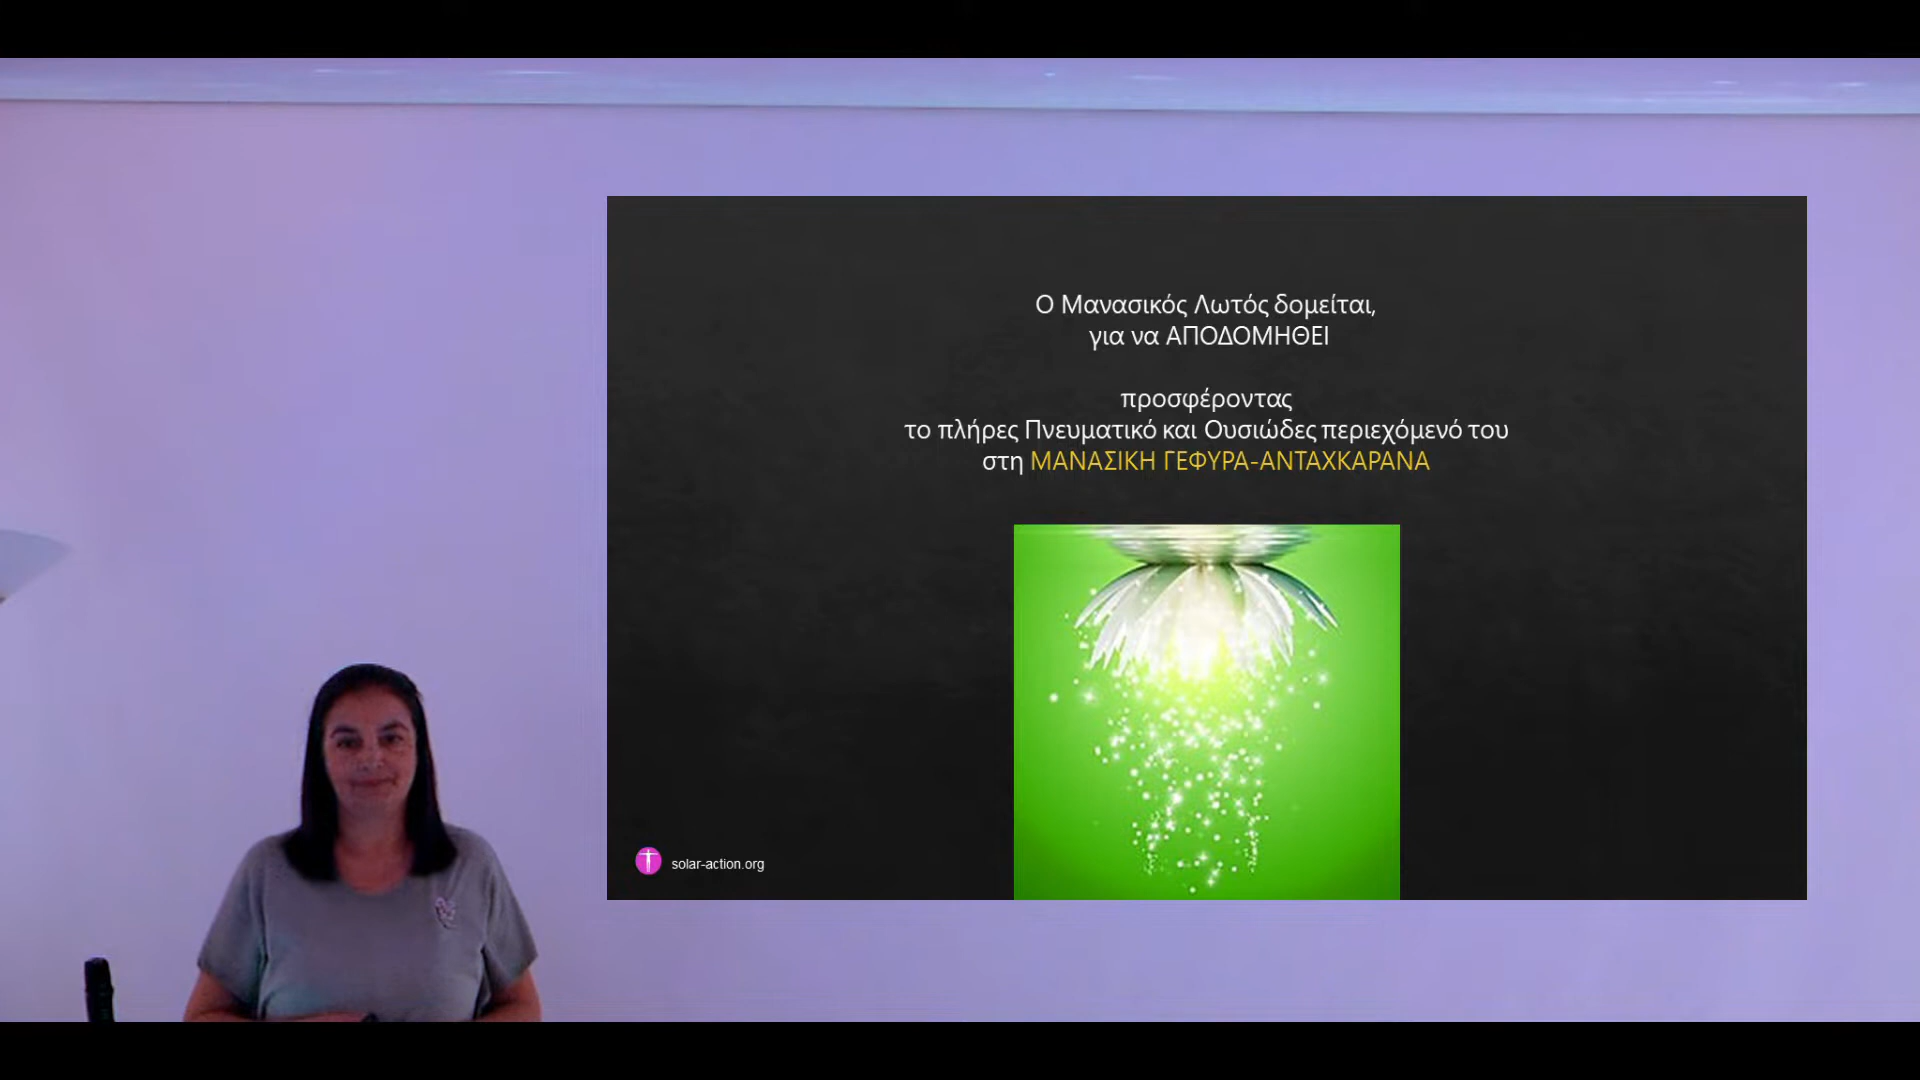 Ο Μανασικός Λωτός δομείται,
για να ΑΠΟΔΟΜΗΘΕΙ
προσφέροντας
το πλήρες Πνευματικό και Ουσιώδες περιεχόμενό του
στη ΜΑΝΑΣΙΚΗ ΓΕΦΥΡΑ-ΑΝΤΑΧΚΑΡΑΝΑ
solar-action.org